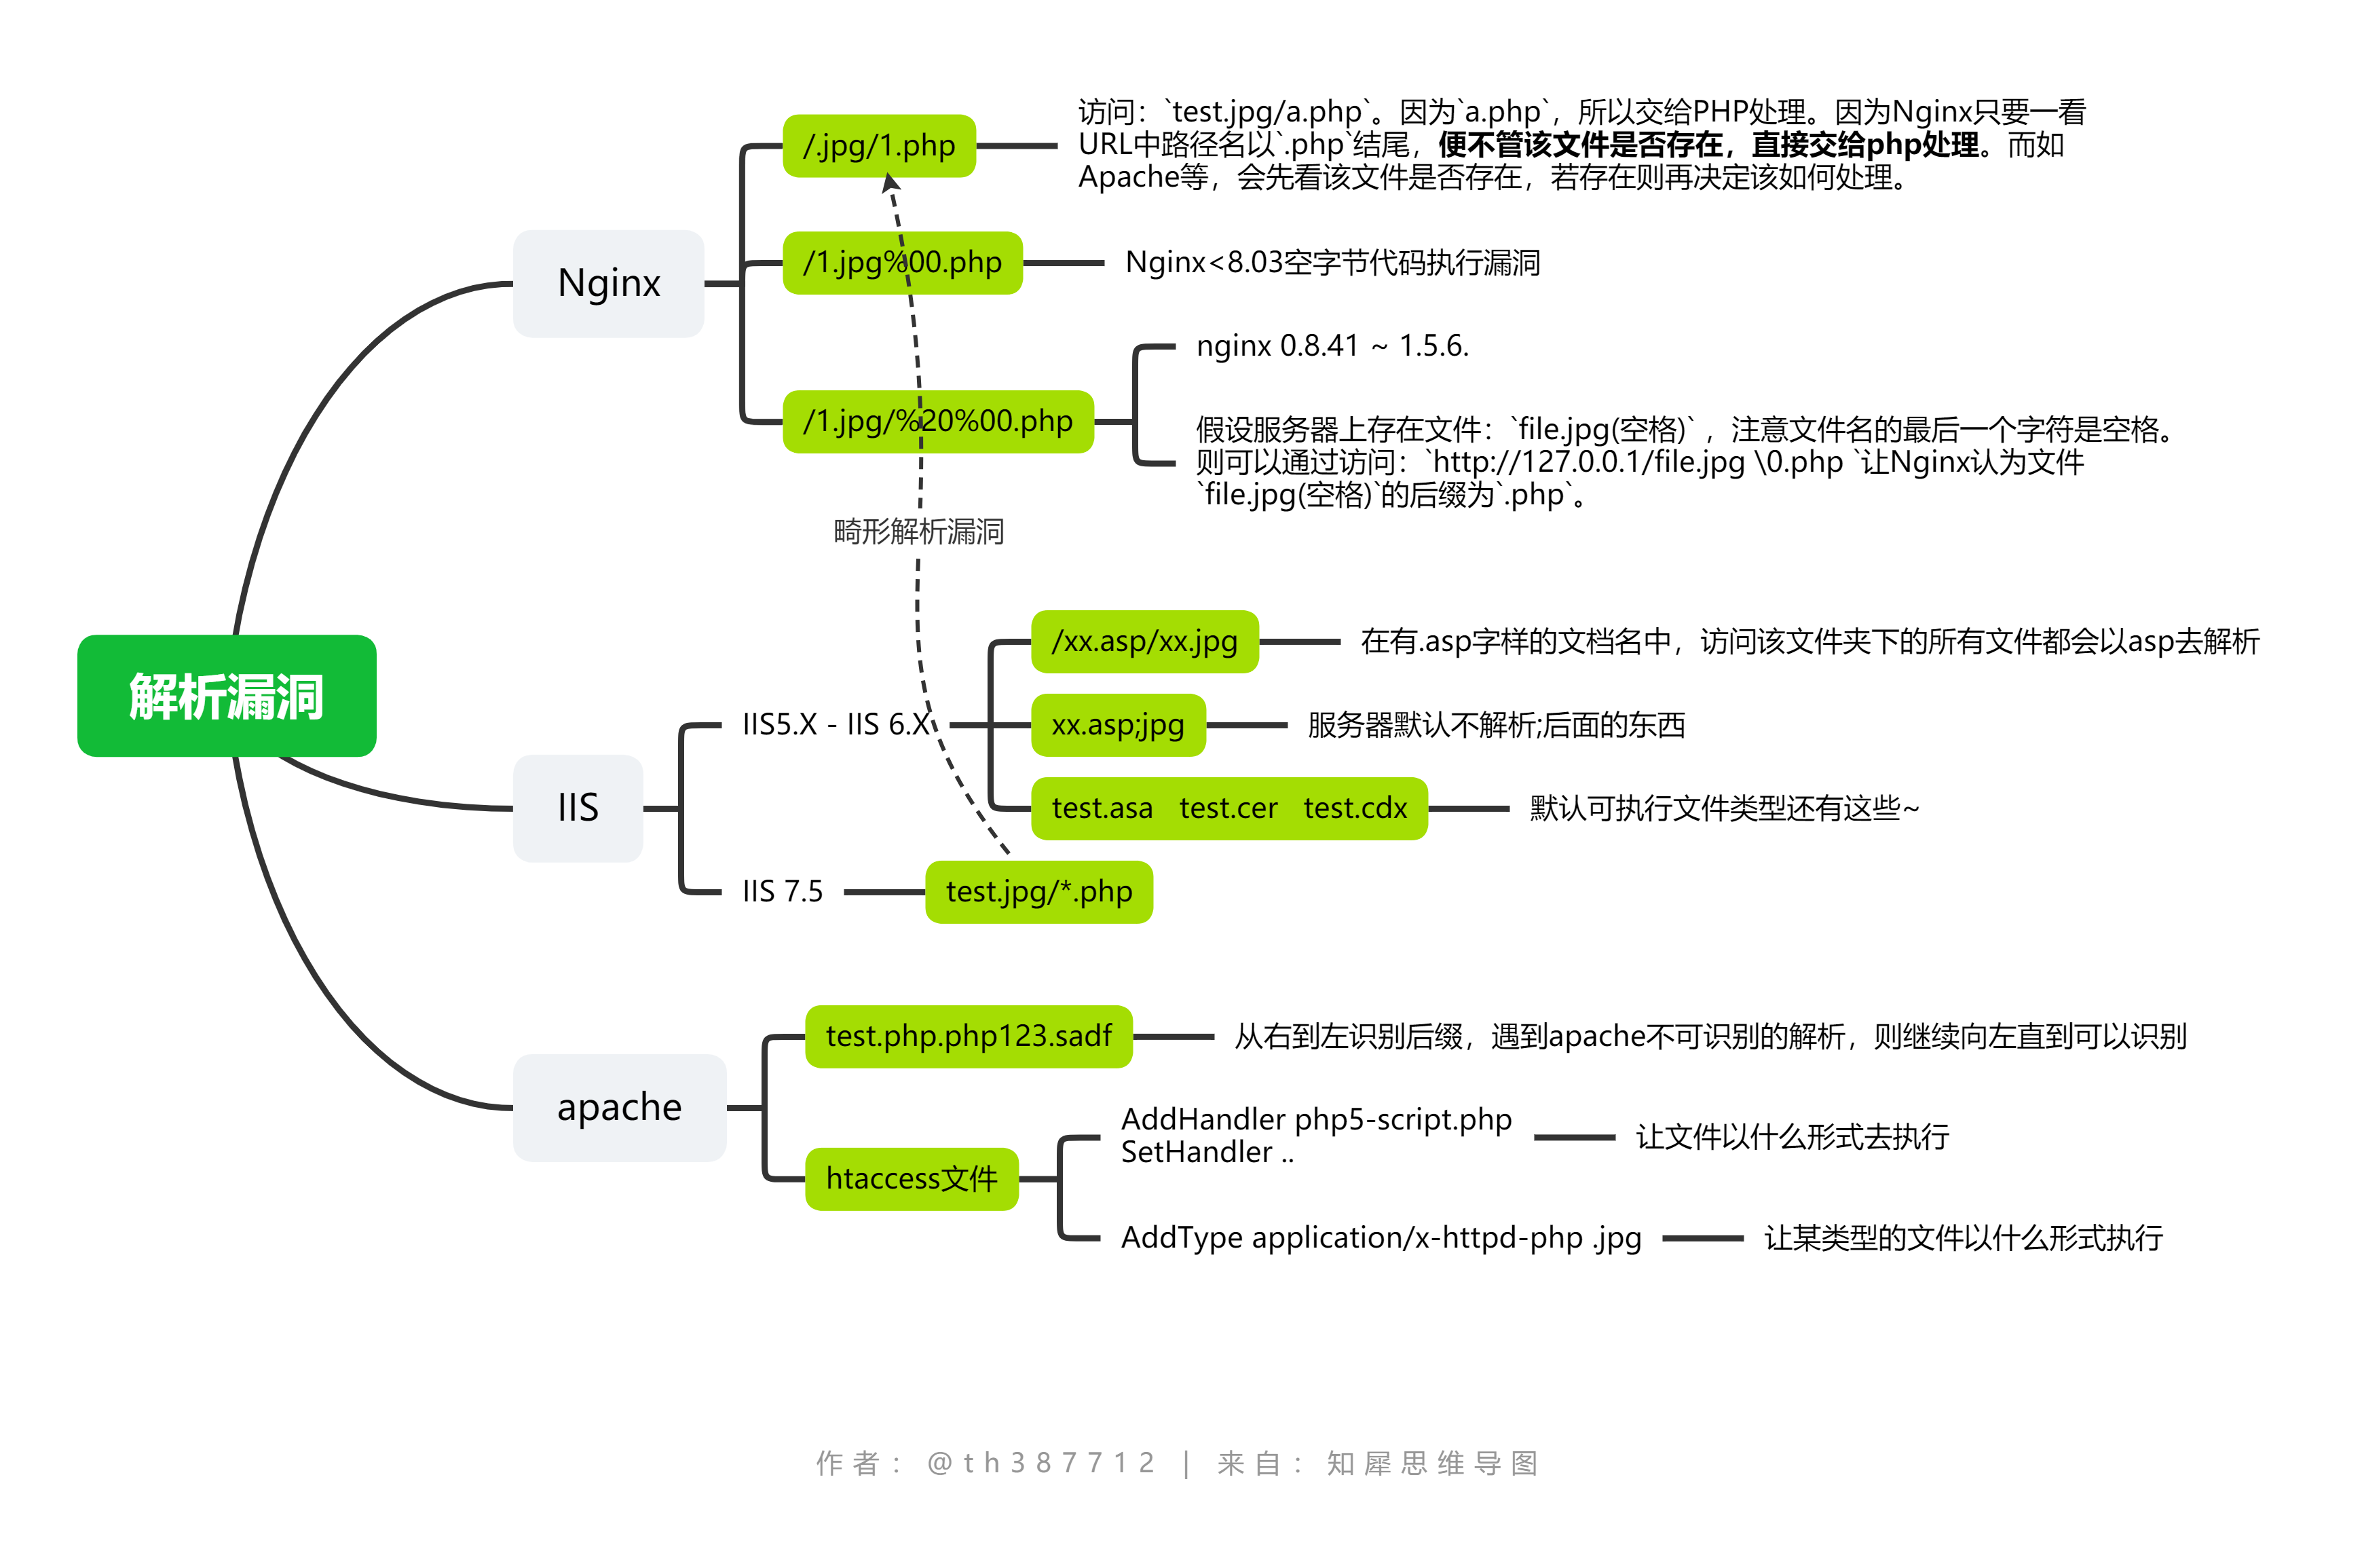 解析漏洞
Nginx
/.jpg/1.php
访问：`test.jpg/a.php`。因为`a.php`，所以交给PHP处理。因为Nginx只要一看
URL中路径名以`.php`结尾，便不管该文件是否存在，直接交给php处理。而如
Apache等，会先看该文件是否存在，若存在则再决定该如何处理。
/1.jpg%00.php
Nginx<8.03空字节代码执行漏洞
/1.jpg/%20%00.php
nginx 0.8.41 ~ 1.5.6.
假设服务器上存在文件：`file.jpg(空格)` ，注意文件名的最后一个字符是空格。
则可以通过访问：`http://127.0.0.1/file.jpg \0.php `让Nginx认为文件
`file.jpg(空格)`的后缀为`.php`。
畸形解析漏洞
IIS
IIS5.X - IIS 6.X
/xx.asp/xx.jpg
在有.asp字样的文档名中，访问该文件夹下的所有文件都会以asp去解析
xx.asp;jpg
服务器默认不解析;后面的东西
test.asa test.cer test.cdx
默认可执行文件类型还有这些~
IIS 7.5
test.jpg/*.php
apache
test.php.php123.sadf
从右到左识别后缀，遇到apache不可识别的解析，则继续向左直到可以识别
htaccess文件
AddHandler php5-script.php
SetHandler ..
让文件以什么形式去执行
AddType application/x-httpd-php .jpg
让某类型的文件以什么形式执行
作者：@th387712 | 来自：知犀思维导图